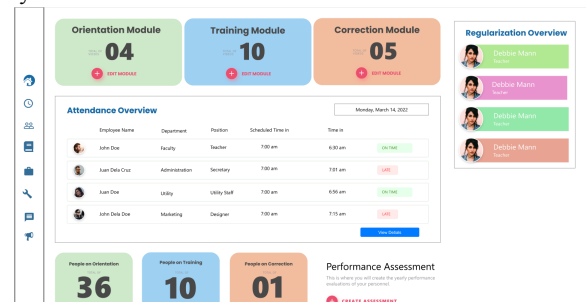 Orientation Module
04
EDIT MODULE
Training Module
10
EDIT MODULE
Correction Module
05
EDIT MODULE
Regularization Overview
Debbie Mann
Teacher
Debbie Mann
Teacher
Debbie Mann
Teacher
Debbie Mann
Teacher
Attendance Overview
Monday, March 14, 2022
Employee Name Department Position Scheduled Time in Time in
John Doe Faculty Teacher 7:00 am 6:30 am ON TIME
Juan Dela Cruz Administration Secretary 7:00 am 7:01 am LATE
Juan Doe Utility Utility Staff 7:00 am 6:56 am ON TIME
John Dela Doe Marketing Designer 7:00 am 7:15 am LATE
View Details
People on Orientation
36
People on Training
10
People on Correction
01
Performance Assessment
This is where you will create the yearly performance
evaluations of your personnel.
CREATE ASSESSMENT